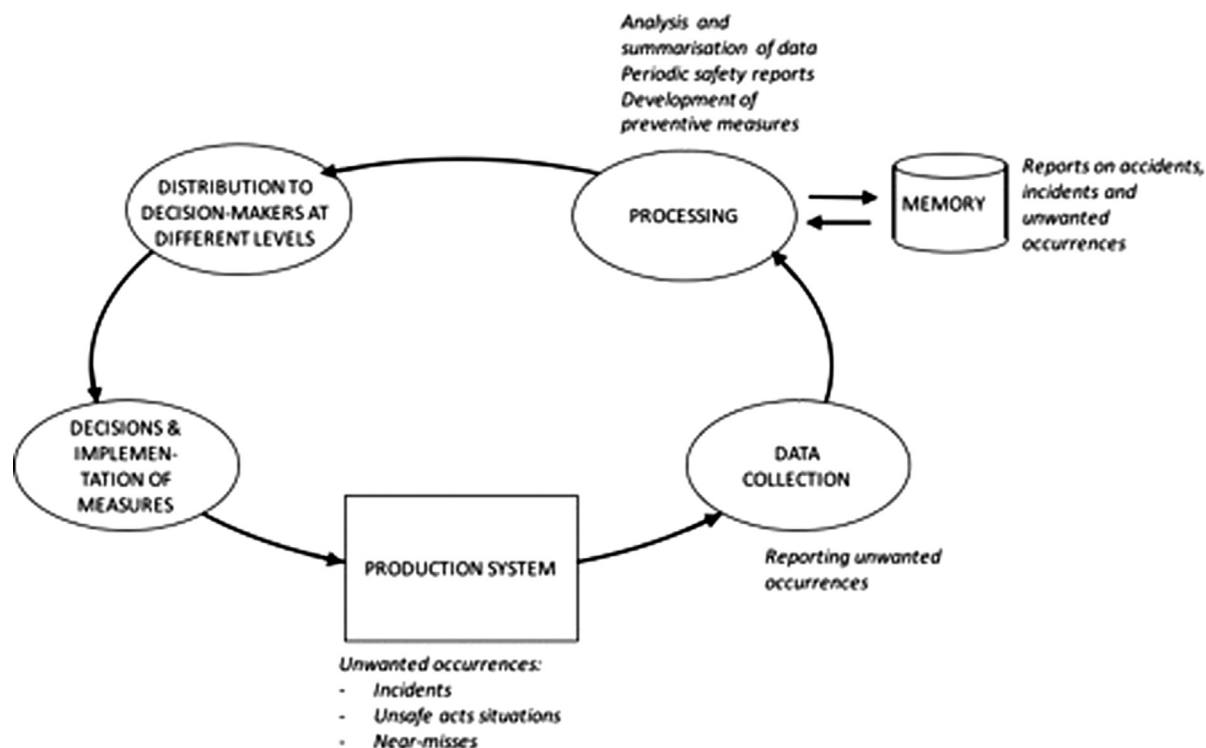 Analysis and
summarisation of data
Periodic safety reports
Development of
preventive measures
DISTRIBUTION TO
DECISION-MAKERS AT
DIFFERENT LEVELS
PROCESSING
MEMORY
Reports on accidents,
incidents and
unwanted
occurrences
DECISIONS &
IMPLEMEN-
TATION OF
MEASURES
DATA
COLLECTION
PRODUCTION SYSTEM
Reporting unwanted
occurrences
Unwanted occurrences:
- Incidents
- Unsafe acts situations
- Near-misses